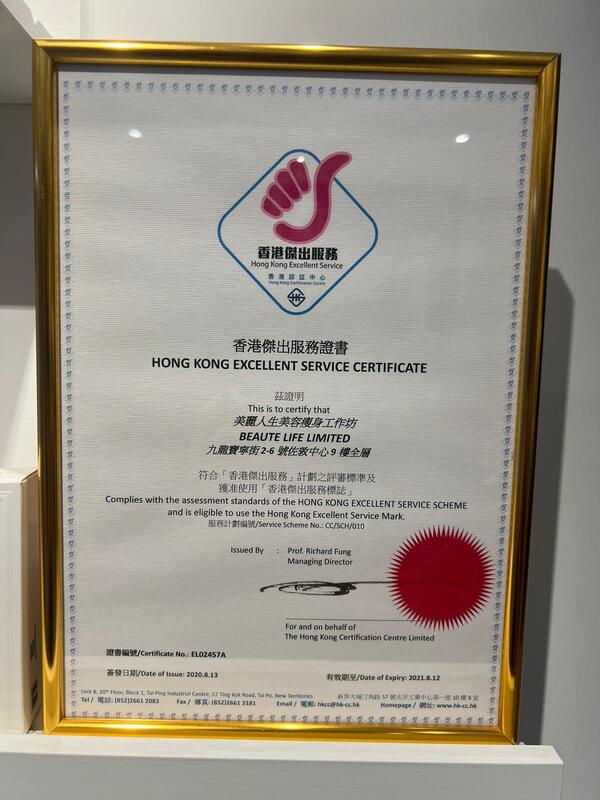 香港傑出服務
Hong Kong Excellent Service
香港認証中心
Hong Kong Certification Centre
香港傑出服務證書
HONG KONG EXCELLENT SERVICE CERTIFICATE
茲證明
This is to certify that
美麗人生美容瘦身工作坊
BEAUTE LIFE LIMITED
九龍寶寧街 2-6 號佐敦中心 9 樓全層
符合「香港傑出服務」計劃之評審標準及
獲准使用「香港傑出服務標誌」
Complies with the assessment standards of the HONG KONG EXCELLENT SERVICE SCHEME
and is eligible to use the Hong Kong Excellent Service Mark.
服務計劃編號/Service Scheme No.: CC/SCH/010
Issued By : Prof. Richard Fung
Managing Director
For and on behalf of
The Hong Kong Certification Centre Limited
證書編號/Certificate No.: EL02457A
簽發日期/Date of Issue: 2020.8.13 有效期至/Date of Expiry: 2021.8.12
Unit 8, 10th Floor, Block 1, Tai Ping Industrial Centre, 57 Ting Kok Road, Tai Po, New Territories 新界大埔汀角路 57 號太平工業中心第一座 10 樓 8 室
Tel / 電話: (852)2661 2083 Fax / 傳真: (852)2661 3181 Email / 電郵: hkcc@hk-cc.hk Homepage / 網址: www.hk-cc.hk